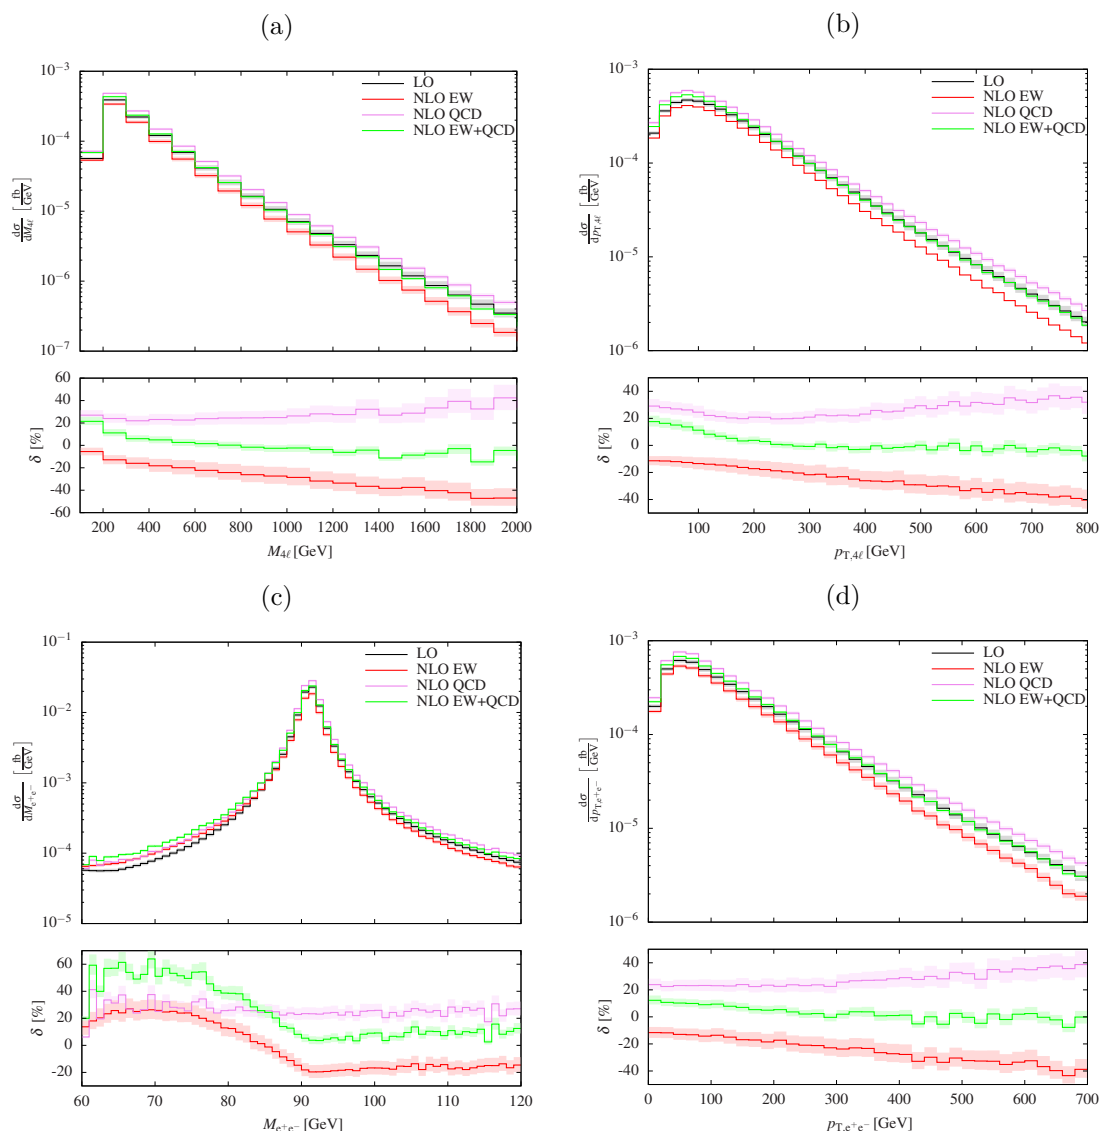 (a)
10⁻³
10⁻⁴
10⁻⁵
10⁻⁶
10⁻⁷
dσ/dM4ℓ [fb/GeV]
LO
NLO EW
NLO QCD
NLO EW+QCD
60
40
20
0
-20
-40
-60
δ [%]
200 400 600 800 1000 1200 1400 1600 1800 2000
M4ℓ [GeV]
(b)
10⁻³
10⁻⁴
10⁻⁵
10⁻⁶
dσ/dpT,4ℓ [fb/GeV]
LO
NLO EW
NLO QCD
NLO EW+QCD
40
20
0
-20
-40
δ [%]
100 200 300 400 500 600 700 800
pT,4ℓ [GeV]
(c)
10⁻¹
10⁻²
10⁻³
10⁻⁴
10⁻⁵
dσ/dMe⁺e⁻ [fb/GeV]
LO
NLO EW
NLO QCD
NLO EW+QCD
60
40
20
0
-20
δ [%]
60 70 80 90 100 110 120
Me⁺e⁻ [GeV]
(d)
10⁻³
10⁻⁴
10⁻⁵
10⁻⁶
dσ/dpT,e⁺e⁻ [fb/GeV]
LO
NLO EW
NLO QCD
NLO EW+QCD
40
20
0
-20
-40
δ [%]
0 100 200 300 400 500 600 700
pT,e⁺e⁻ [GeV]